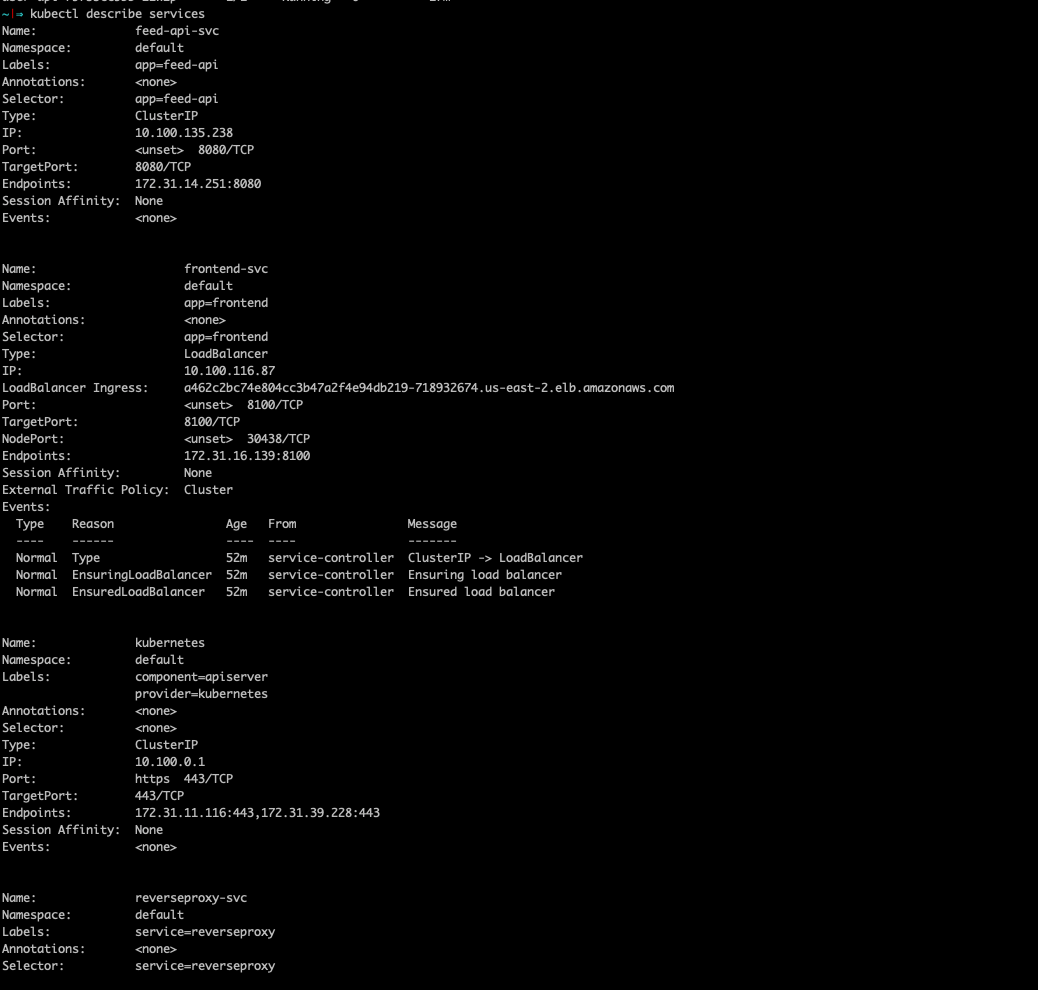 ~!⇒ kubectl describe services
Name:              feed-api-svc
Namespace:         default
Labels:            app=feed-api
Annotations:       <none>
Selector:          app=feed-api
Type:              ClusterIP
IP:                10.100.135.238
Port:              <unset>  8080/TCP
TargetPort:        8080/TCP
Endpoints:         172.31.14.251:8080
Session Affinity:  None
Events:            <none>
Name:                     frontend-svc
Namespace:                default
Labels:                   app=frontend
Annotations:              <none>
Selector:                 app=frontend
Type:                     LoadBalancer
IP:                       10.100.116.87
LoadBalancer Ingress:     a462c2bc74e804cc3b47a2f4e94db219-718932674.us-east-2.elb.amazonaws.com
Port:                     <unset>  8100/TCP
TargetPort:               8100/TCP
NodePort:                 <unset>  30438/TCP
Endpoints:                172.31.16.139:8100
Session Affinity:         None
External Traffic Policy:  Cluster
Events:
  Type    Reason                Age   From                Message
  ----    ------                ----  ----                -------
  Normal  Type                  52m   service-controller  ClusterIP -> LoadBalancer
  Normal  EnsuringLoadBalancer  52m   service-controller  Ensuring load balancer
  Normal  EnsuredLoadBalancer   52m   service-controller  Ensured load balancer
Name:              kubernetes
Namespace:         default
Labels:            component=apiserver
                   provider=kubernetes
Annotations:       <none>
Selector:          <none>
Type:              ClusterIP
IP:                10.100.0.1
Port:              https  443/TCP
TargetPort:        443/TCP
Endpoints:         172.31.11.116:443,172.31.39.228:443
Session Affinity:  None
Events:            <none>
Name:              reverseproxy-svc
Namespace:         default
Labels:            service=reverseproxy
Annotations:       <none>
Selector:          service=reverseproxy